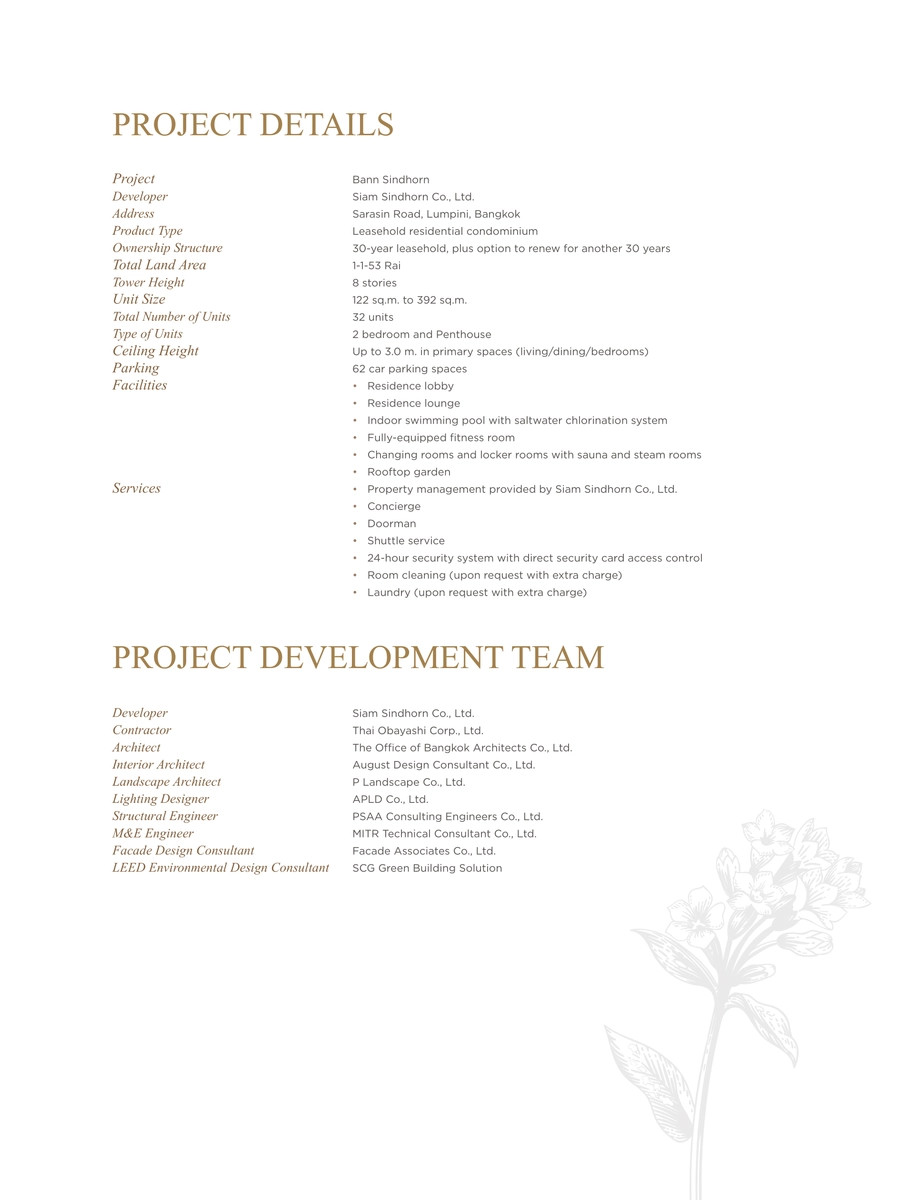 PROJECT DETAILS
Project Bann Sindhorn
Developer Siam Sindhorn Co., Ltd.
Address Sarasin Road, Lumpini, Bangkok
Product Type Leasehold residential condominium
Ownership Structure 30-year leasehold, plus option to renew for another 30 years
Total Land Area 1-1-53 Rai
Tower Height 8 stories
Unit Size 122 sq.m. to 392 sq.m.
Total Number of Units 32 units
Type of Units 2 bedroom and Penthouse
Ceiling Height Up to 3.0 m. in primary spaces (living/dining/bedrooms)
Parking 62 car parking spaces
Facilities • Residence lobby
• Residence lounge
• Indoor swimming pool with saltwater chlorination system
• Fully-equipped fitness room
• Changing rooms and locker rooms with sauna and steam rooms
• Rooftop garden
Services • Property management provided by Siam Sindhorn Co., Ltd.
• Concierge
• Doorman
• Shuttle service
• 24-hour security system with direct security card access control
• Room cleaning (upon request with extra charge)
• Laundry (upon request with extra charge)
PROJECT DEVELOPMENT TEAM
Developer Siam Sindhorn Co., Ltd.
Contractor Thai Obayashi Corp., Ltd.
Architect The Office of Bangkok Architects Co., Ltd.
Interior Architect August Design Consultant Co., Ltd.
Landscape Architect P Landscape Co., Ltd.
Lighting Designer APLD Co., Ltd.
Structural Engineer PSAA Consulting Engineers Co., Ltd.
M&E Engineer MITR Technical Consultant Co., Ltd.
Facade Design Consultant Facade Associates Co., Ltd.
LEED Environmental Design Consultant SCG Green Building Solution